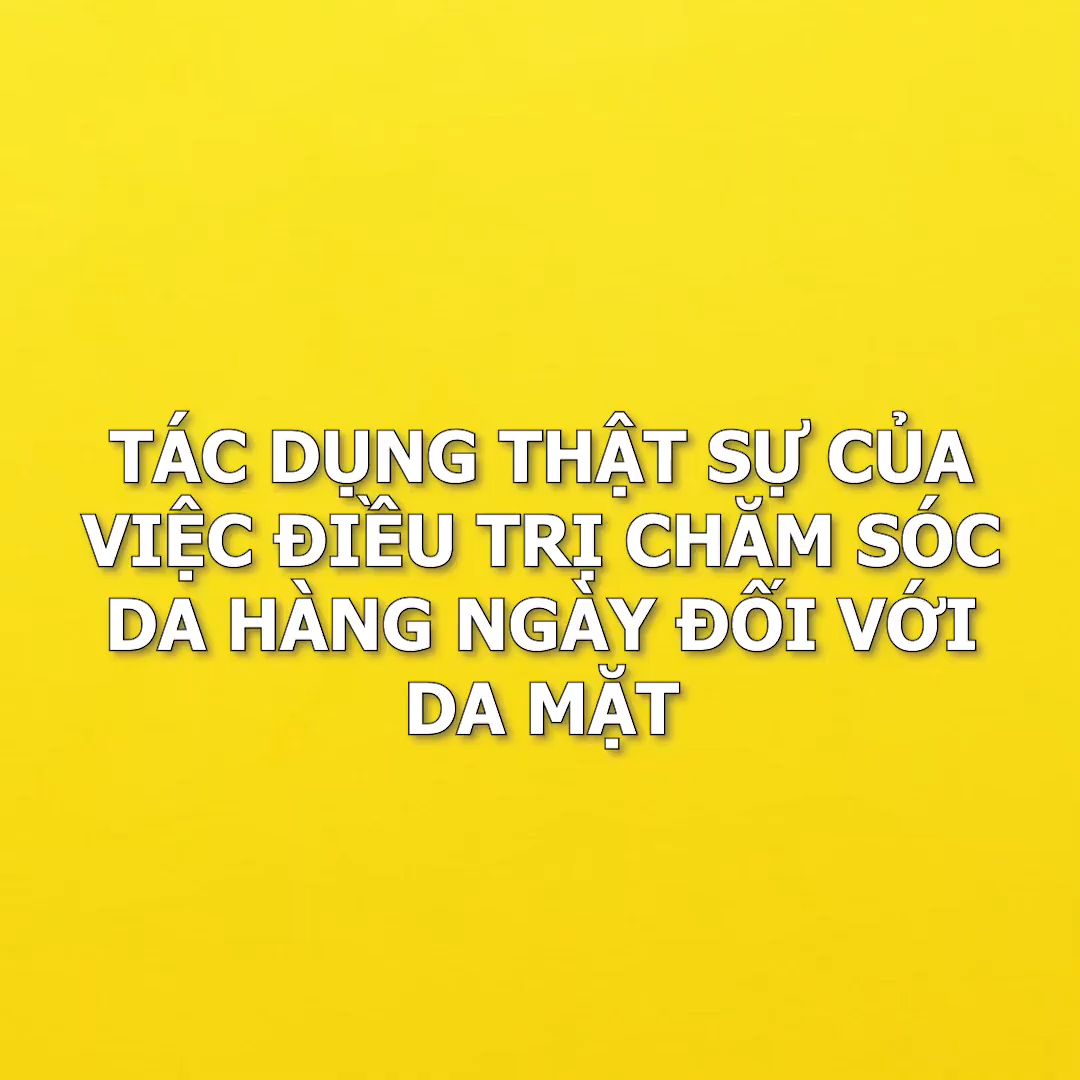 TÁC DỤNG THẬT SỰ CỦA
VIỆC ĐIỀU TRỊ CHĂM SÓC
DA HÀNG NGÀY ĐỐI VỚI
DA MẶT